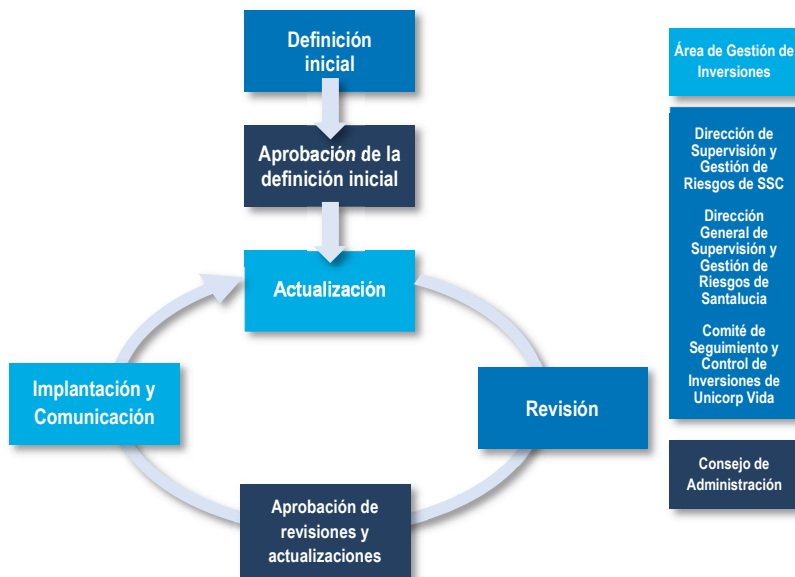 Definición
inicial
Aprobación de la
definición inicial
Actualización
Implantación y
Comunicación
Revisión
Aprobación de
revisiones y
actualizaciones
Área de Gestión de
Inversiones
Dirección de
Supervisión y
Gestión de
Riesgos de SSC
Dirección
General de
Supervisión y
Gestión de
Riesgos de
Santalucia
Comité de
Seguimiento y
Control de
Inversiones de
Unicorp Vida
Consejo de
Administración